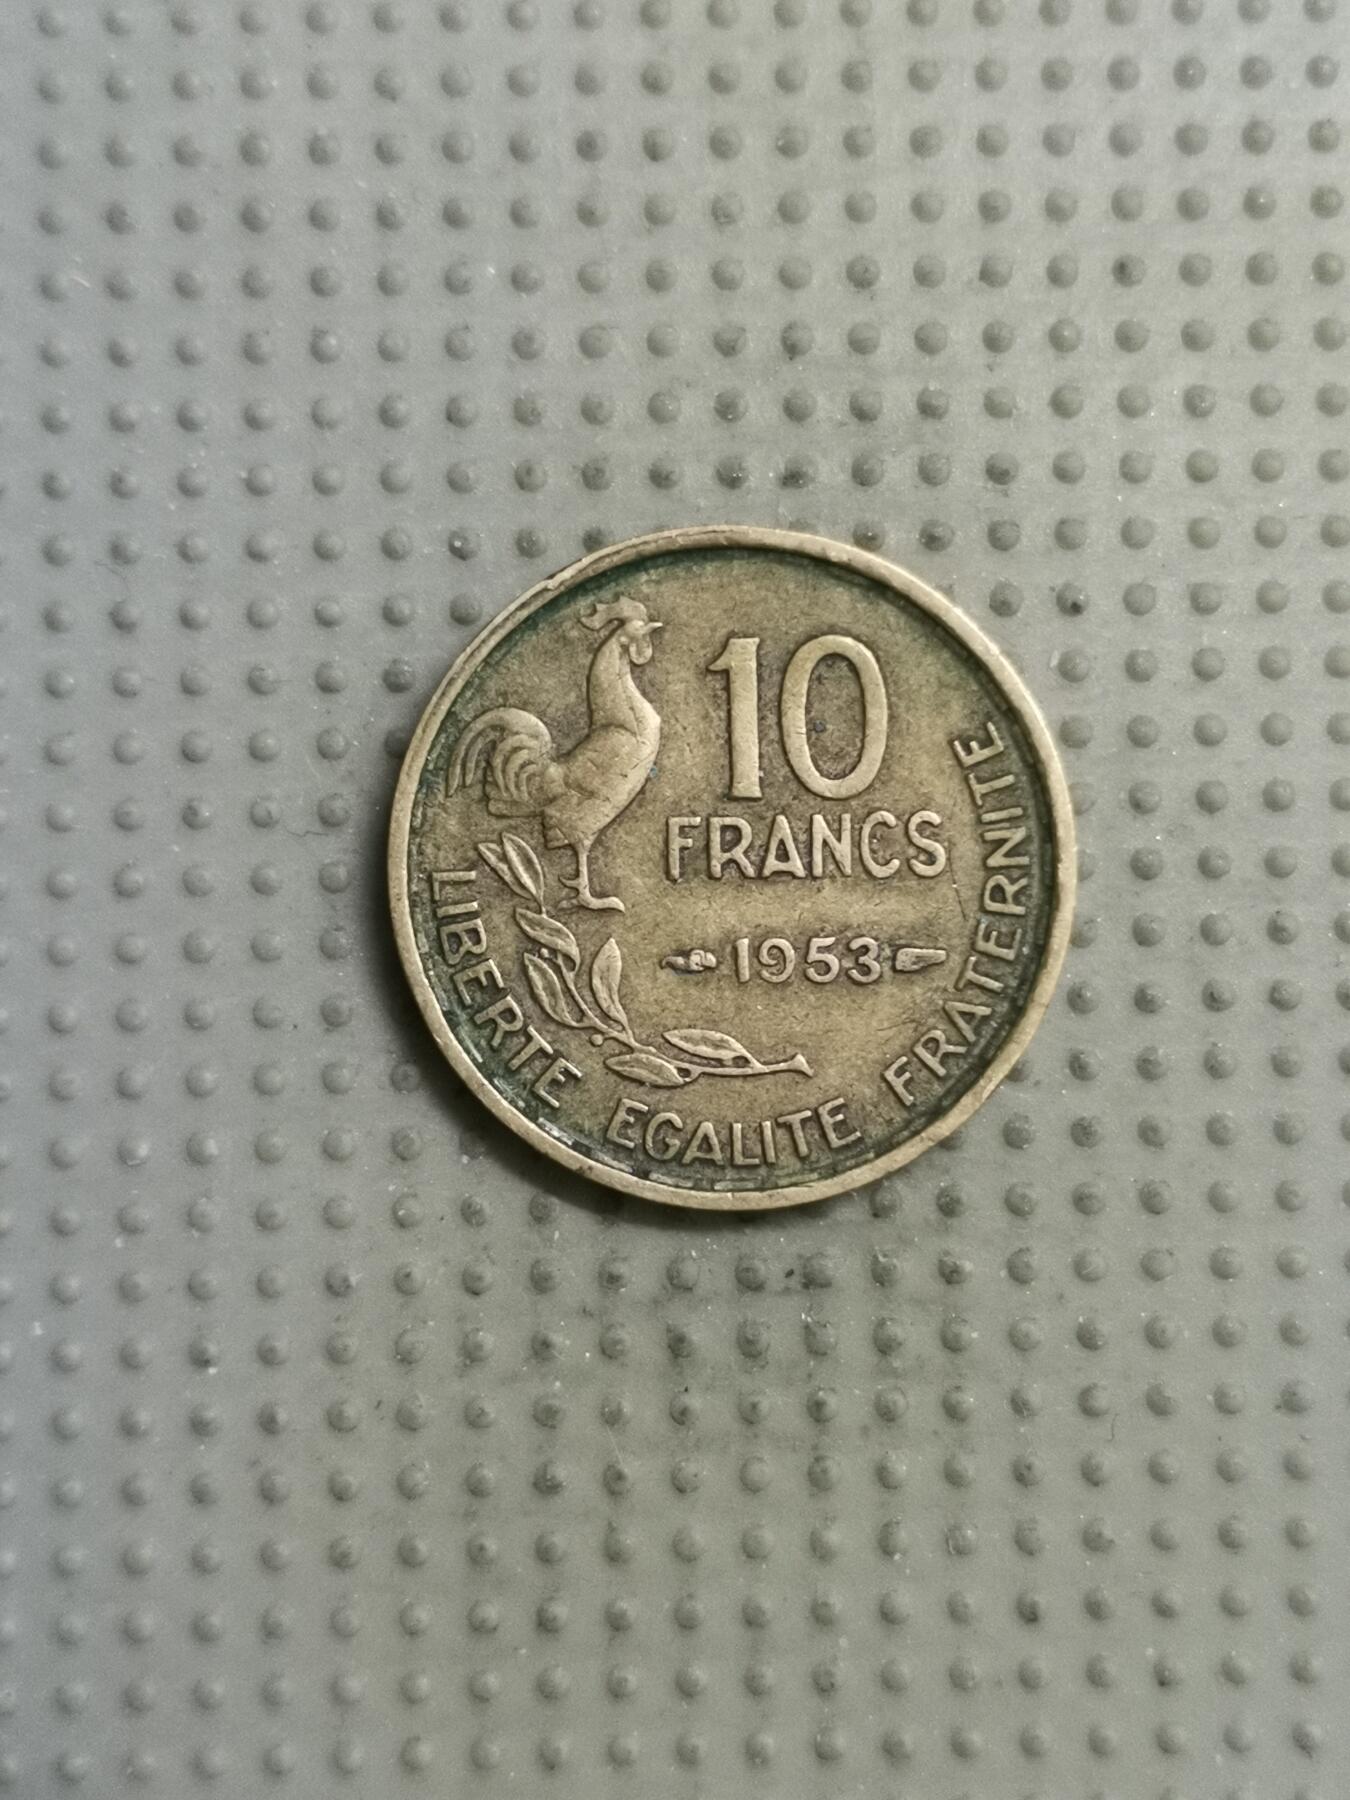 10
FRANCS
1953
LIBERTE EGALITE FRATERNITE